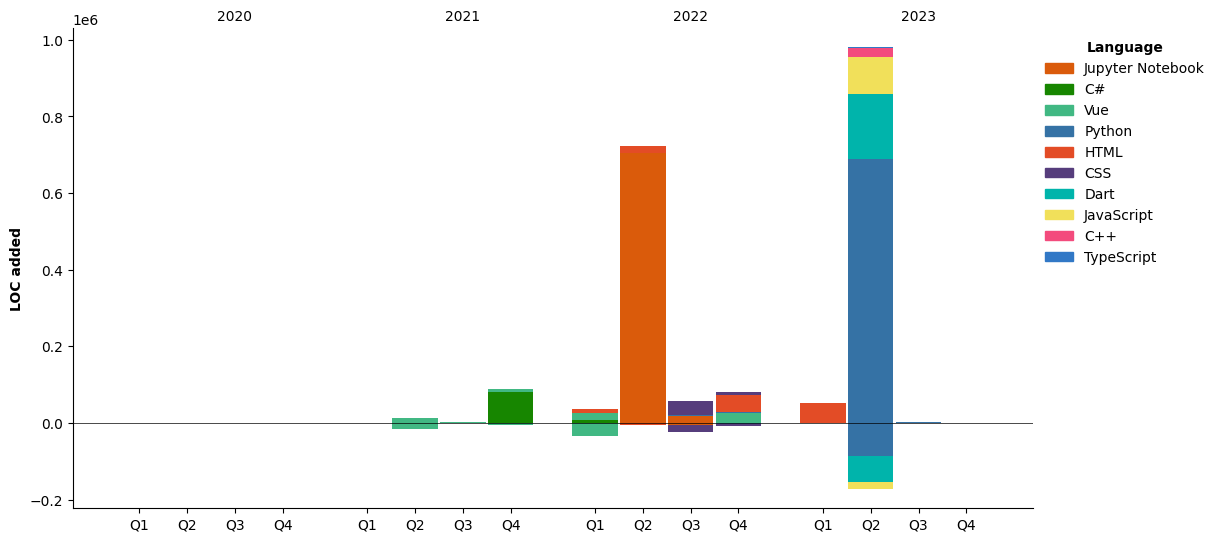 1e6
2020 2021 2022 2023
1.0
0.8
0.6
0.4
0.2
0.0
−0.2
LOC added
Q1 Q2 Q3 Q4 Q1 Q2 Q3 Q4 Q1 Q2 Q3 Q4 Q1 Q2 Q3 Q4
Language
Jupyter Notebook
C#
Vue
Python
HTML
CSS
Dart
JavaScript
C++
TypeScript